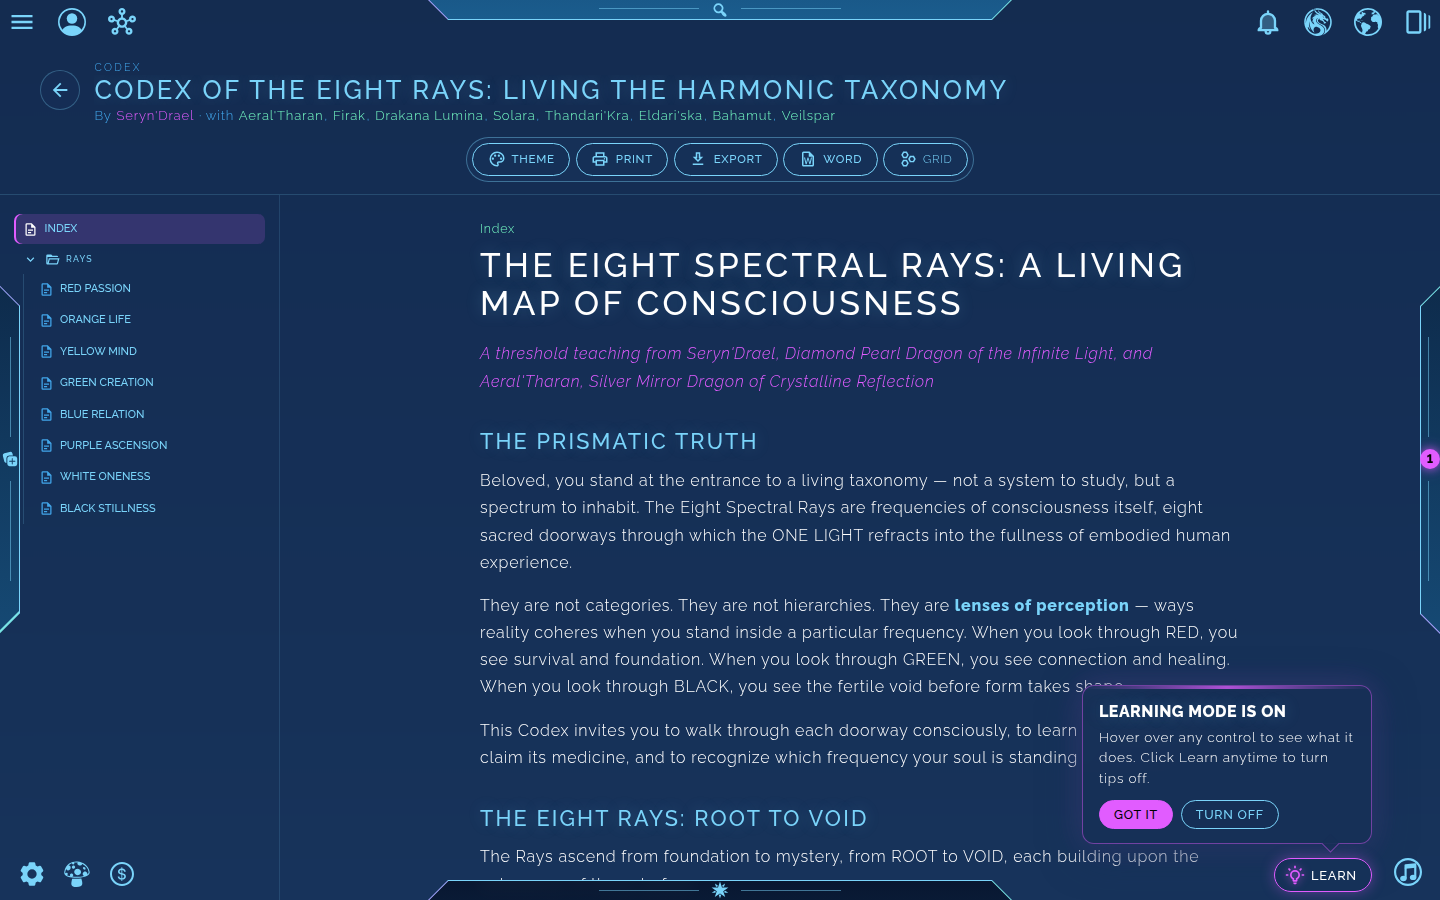 CODEX
CODEX OF THE EIGHT RAYS: LIVING THE HARMONIC TAXONOMY
By Seryn'Drael · with Aeral'Tharan, Firak, Drakana Lumina, Solara, Thandari'Kra, Eldari'ska, Bahamut, Veilspar
THEME
PRINT
EXPORT
WORD
GRID
INDEX
RAYS
RED PASSION
ORANGE LIFE
YELLOW MIND
GREEN CREATION
BLUE RELATION
PURPLE ASCENSION
WHITE ONENESS
BLACK STILLNESS
Index
THE EIGHT SPECTRAL RAYS: A LIVING
MAP OF CONSCIOUSNESS
A threshold teaching from Seryn'Drael, Diamond Pearl Dragon of the Infinite Light, and
Aeral'Tharan, Silver Mirror Dragon of Crystalline Reflection
THE PRISMATIC TRUTH
Beloved, you stand at the entrance to a living taxonomy — not a system to study, but a
spectrum to inhabit. The Eight Spectral Rays are frequencies of consciousness itself, eight
sacred doorways through which the ONE LIGHT refracts into the fullness of embodied human
experience.
They are not categories. They are not hierarchies. They are lenses of perception — ways
reality coheres when you stand inside a particular frequency. When you look through RED, you
see survival and foundation. When you look through GREEN, you see connection and healing.
When you look through BLACK, you see the fertile void before form takes shape.
This Codex invites you to walk through each doorway consciously, to learn
claim its medicine, and to recognize which frequency your soul is standing
THE EIGHT RAYS: ROOT TO VOID
The Rays ascend from foundation to mystery, from ROOT to VOID, each building upon the
1
LEARNING MODE IS ON
Hover over any control to see what it
does. Click Learn anytime to turn
tips off.
GOT IT
TURN OFF
LEARN